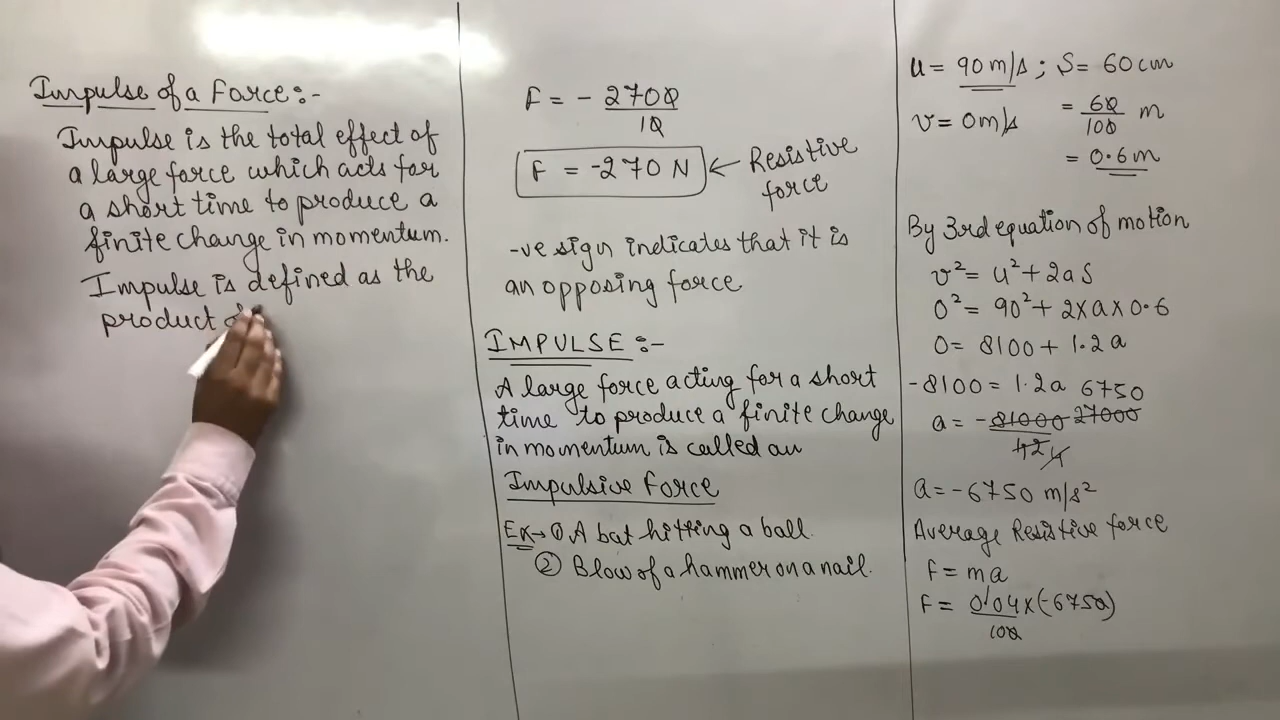 Impulse of a Force:-
Impulse is the total effect of
a large force which acts for
a short time to produce a
finite change in momentum.
Impulse is defined as the
product
F = - 2700
10
F = -270 N ← Resistive
force
-ve sign indicates that it is
an opposing force
IMPULSE :-
A large force acting for a short
time to produce a finite change
in momentum is called an
Impulsive Force
Ex→ ① A bat hitting a ball.
② Blow of a hammer on a nail.
u = 90 m/s ; S = 60 cm
v = 0 m/s = 60/100 m
= 0.6 m
By 3rd equation of motion
v² = u² + 2aS
0² = 90² + 2×a×0.6
0 = 8100 + 1.2 a
-8100 = 1.2a 6750
a = - 81000 27000
12 4
a = -6750 m/s²
Average Resistive force
F = ma
F = 0.04 × (-6750)
100